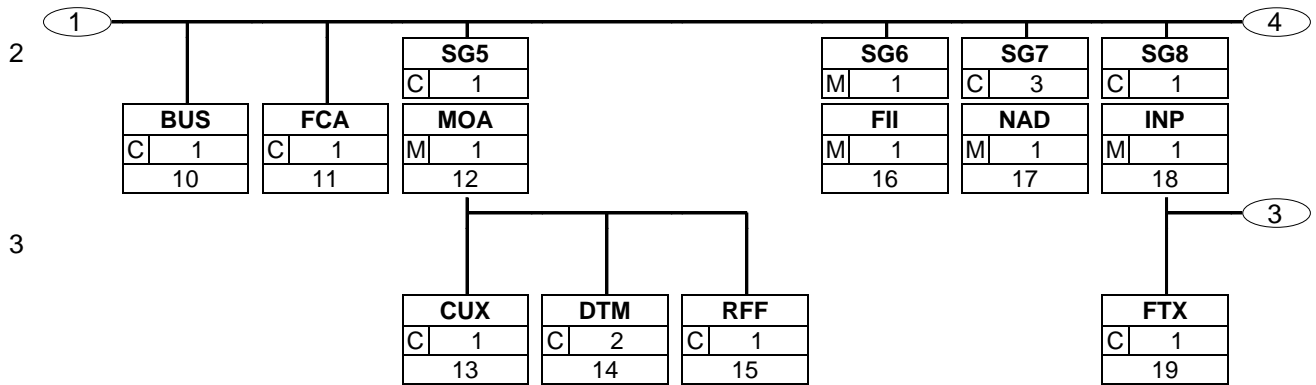 1 4
2 SG5 SG6 SG7 SG8
C 1 M 1 C 3 C 1
BUS FCA MOA FII NAD INP
C 1 C 1 M 1 M 1 M 1 M 1
10 11 12 16 17 18
3
3
CUX DTM RFF FTX
C 1 C 2 C 1 C 1
13 14 15 19